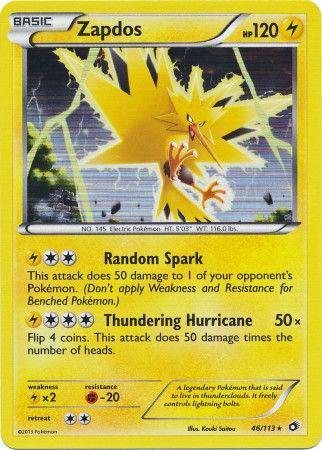 BASIC
Zapdos HP120
NO. 145 Electric Pokémon HT. 5'03" WT. 116.0 lbs.
Random Spark
This attack does 50 damage to 1 of your opponent's
Pokémon. (Don't apply Weakness and Resistance for
Benched Pokémon.)
Thundering Hurricane 50×
Flip 4 coins. This attack does 50 damage times the
number of heads.
weakness resistance
×2 -20
retreat
A legendary Pokémon that is said
to live in thunderclouds. It freely
controls lightning bolts.
©2013 Pokémon Illus. Kouki Saitou 46/113★